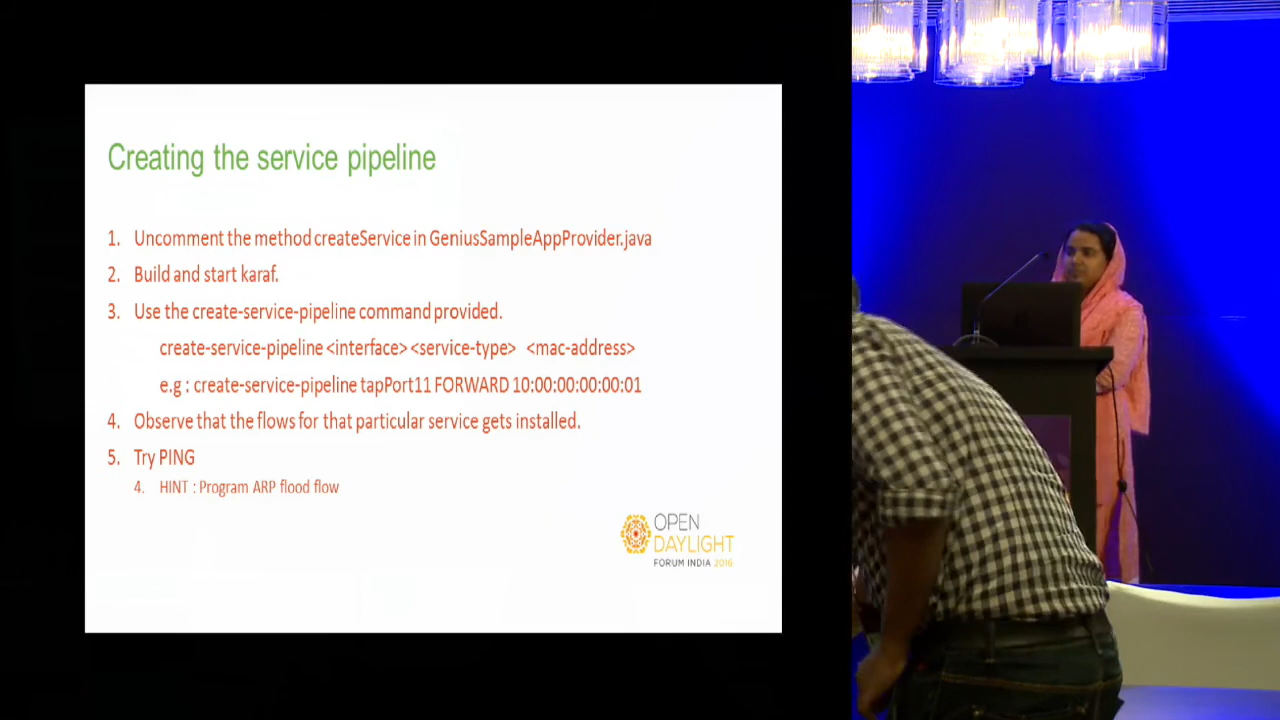 Creating the service pipeline
1. Uncomment the method createService in GeniusSampleAppProvider.java
2. Build and start karaf.
3. Use the create-service-pipeline command provided.
create-service-pipeline <interface> <service-type> <mac-address>
e.g : create-service-pipeline tapPort11 FORWARD 10:00:00:00:00:01
4. Observe that the flows for that particular service gets installed.
5. Try PING
4. HINT : Program ARP flood flow
OPEN
DAYLIGHT
FORUM INDIA 2016